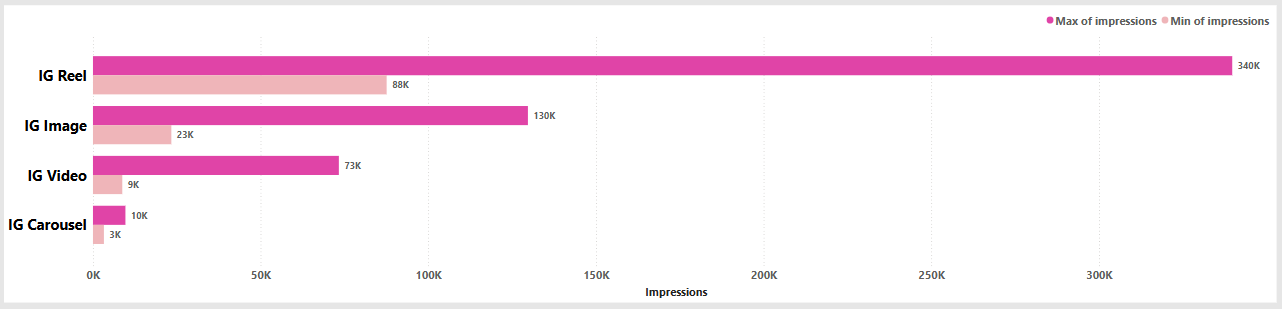 Max of impressions Min of impressions
IG Reel 340K
88K
IG Image 130K
23K
IG Video 73K
9K
IG Carousel 10K
3K
0K 50K 100K 150K 200K 250K 300K
Impressions